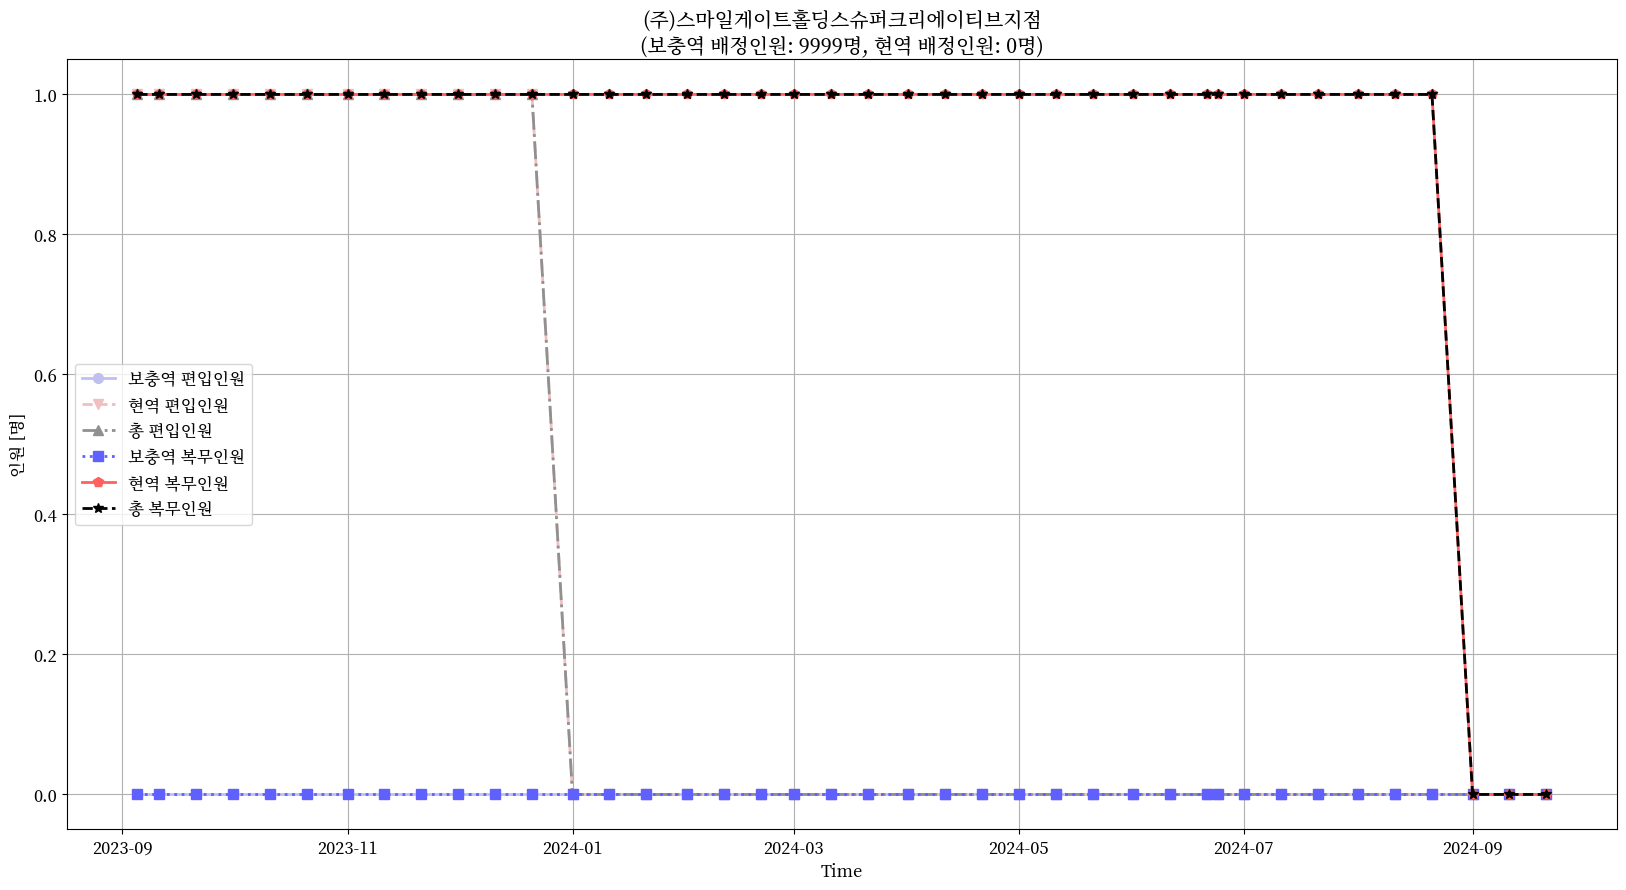 (주)스마일게이트홀딩스슈퍼크리에이티브지점
(보충역 배정인원: 9999명, 현역 배정인원: 0명)
1.0
0.8
0.6
0.4
0.2
0.0
인원 [명]
보충역 편입인원
현역 편입인원
총 편입인원
보충역 복무인원
현역 복무인원
총 복무인원
2023-09
2023-11
2024-01
2024-03
2024-05
2024-07
2024-09
Time